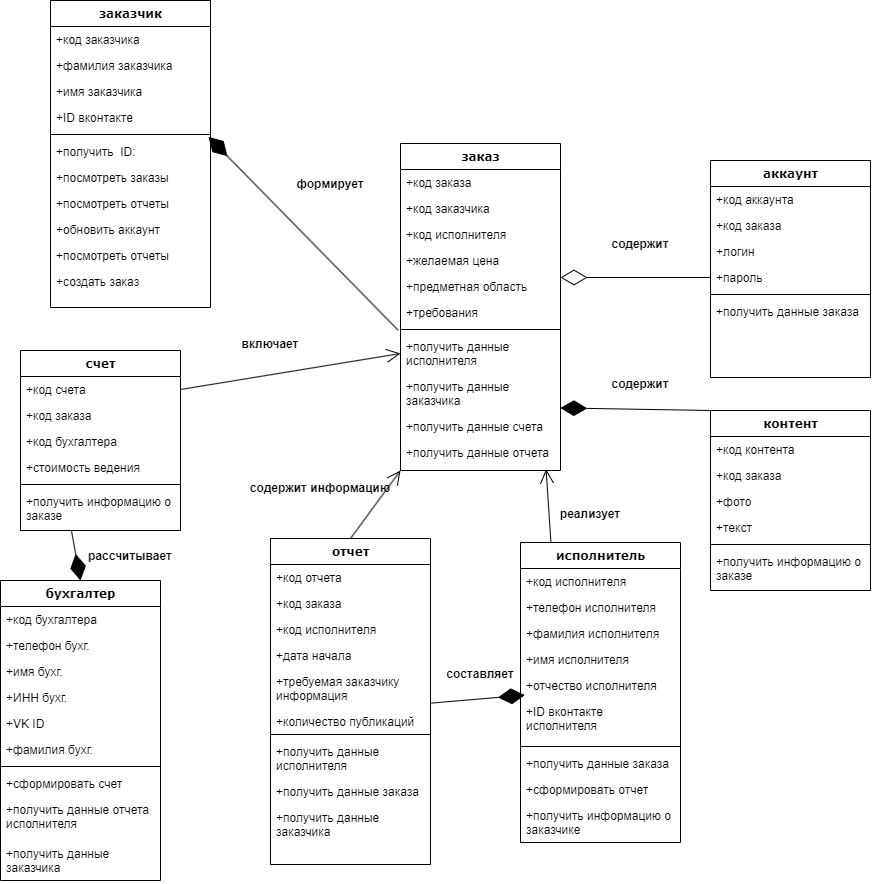 заказчик
+код заказчика
+фамилия заказчика
+имя заказчика
+ID вконтакте
+получить  ID:
+посмотреть заказы
+посмотреть отчеты
+обновить аккаунт
+посмотреть отчеты
+создать заказ
формирует
заказ
+код заказа
+код заказчика
+код исполнителя
+желаемая цена
+предметная область
+требования
+получить данные
исполнителя
+получить данные
заказчика
+получить данные счета
+получить данные отчета
содержит
аккаунт
+код аккаунта
+код заказа
+логин
+пароль
+получить данные заказа
включает
счет
+код счета
+код заказа
+код бухгалтера
+стоимость ведения
+получить информацию о
заказе
содержит
контент
+код контента
+код заказа
+фото
+текст
+получить информацию о
заказе
содержит информацию
реализует
рассчитывает
бухгалтер
+код бухгалтера
+телефон бухг.
+имя бухг.
+ИНН бухг.
+VK ID
+фамилия бухг.
+сформировать счет
+получить данные отчета
исполнителя
+получить данные
заказчика
отчет
+код отчета
+код заказа
+код исполнителя
+дата начала
+требуемая заказчику
информация
+количество публикаций
+получить данные
исполнителя
+получить данные заказа
+получить данные
заказчика
составляет
исполнитель
+код исполнителя
+телефон исполнителя
+фамилия исполнителя
+имя исполнителя
+отчество исполнителя
+ID вконтакте
исполнителя
+получить данные заказа
+сформировать отчет
+получить информацию о
заказчике